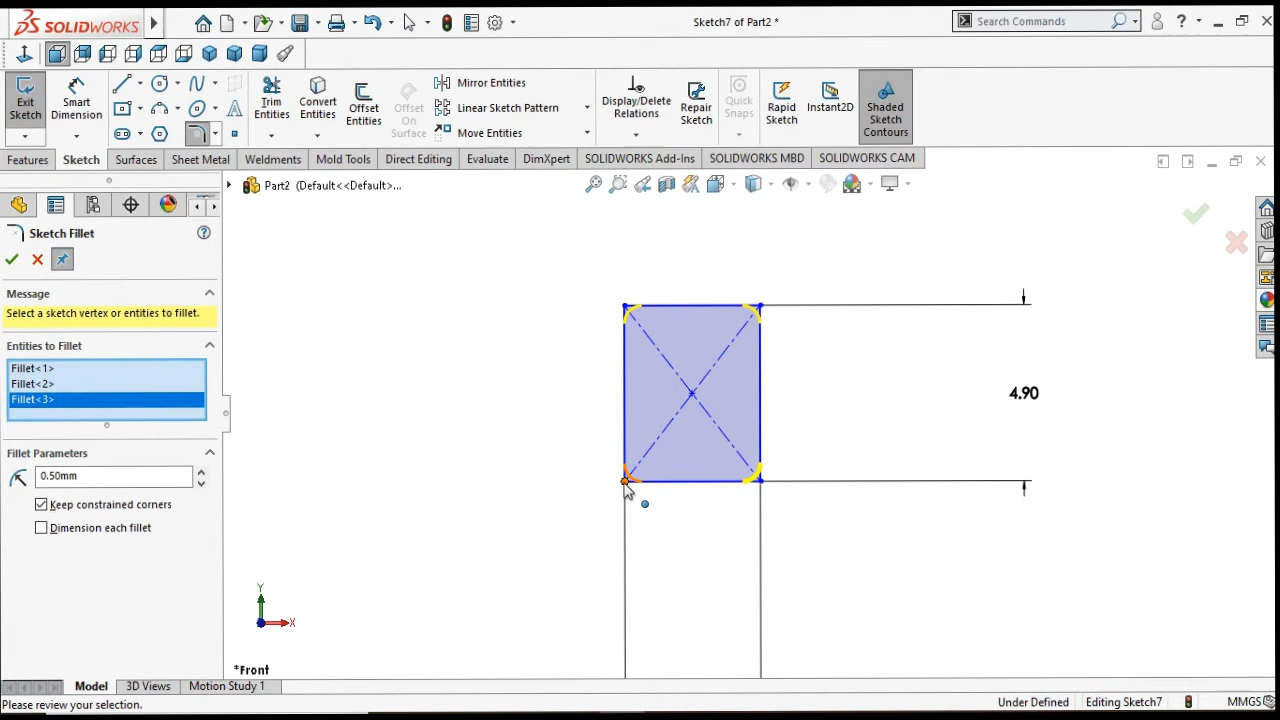 SOLIDWORKS
Sketch7 of Part2 *
Search Commands
?
Exit Sketch
Smart Dimension
Trim Entities
Convert Entities
Offset Entities
Offset On Surface
Mirror Entities
Linear Sketch Pattern
Move Entities
Display/Delete Relations
Repair Sketch
Quick Snaps
Rapid Sketch
Instant2D
Shaded Sketch Contours
Features
Sketch
Surfaces
Sheet Metal
Weldments
Mold Tools
Direct Editing
Evaluate
DimXpert
SOLIDWORKS Add-Ins
SOLIDWORKS MBD
SOLIDWORKS CAM
Part2 (Default<<Default>...
Sketch Fillet
?
Message
Select a sketch vertex or entities to fillet.
Entities to Fillet
Fillet<1>
Fillet<2>
Fillet<3>
Fillet Parameters
0.50mm
Keep constrained corners
Dimension each fillet
4.90
Y
X
*Front
Model
3D Views
Motion Study 1
Please review your selection.
Under Defined
Editing Sketch7
MMGS